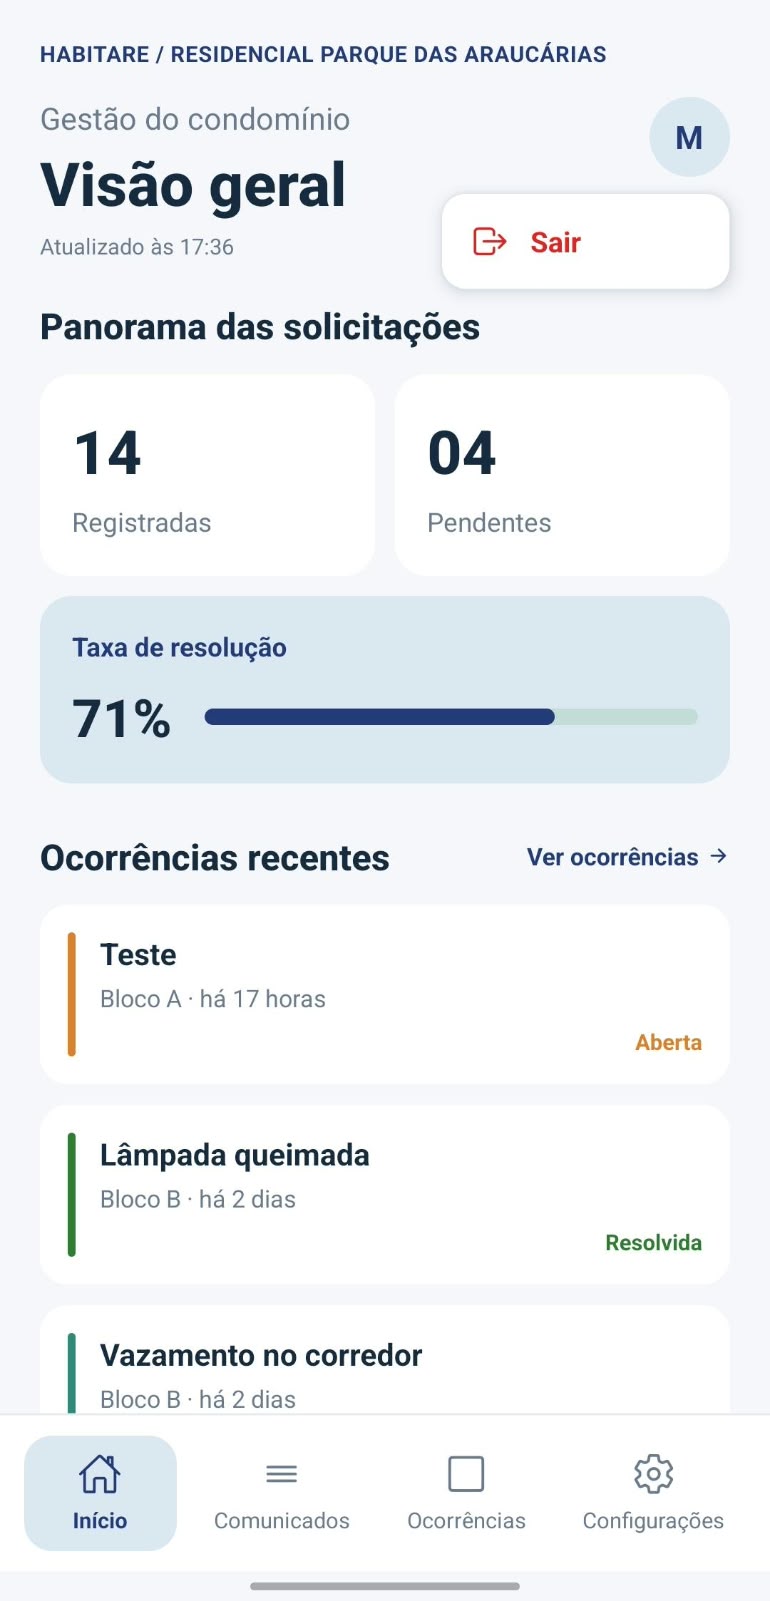 HABITARE / RESIDENCIAL PARQUE DAS ARAUCÁRIAS
Gestão do condomínio
M
Visão geral
Atualizado às 17:36
Sair
Panorama das solicitações
14
Registradas
04
Pendentes
Taxa de resolução
71%
Ocorrências recentes
Ver ocorrências →
Teste
Bloco A · há 17 horas
Aberta
Lâmpada queimada
Bloco B · há 2 dias
Resolvida
Vazamento no corredor
Bloco B · há 2 dias
Início
Comunicados
Ocorrências
Configurações